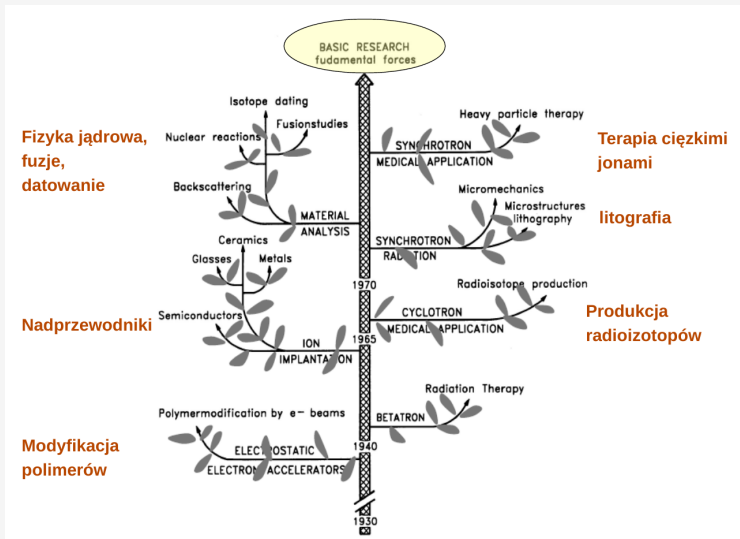 BASIC RESEARCH
fudamental forces
Isotope dating
Fusionstudies
Nuclear reactions
Backscattering
MATERIAL
ANALYSIS
Fizyka jądrowa,
fuzje,
datowanie
Heavy particle therapy
SYNCHROTRON
MEDICAL APPLICATION
Terapia cięzkimi
jonami
Micromechanics
Microstructures
lithography
SYNCHROTRON
RADIATION
litografia
1970
Ceramics
Glasses
Metals
Semiconductors
ION
IMPLANTATION
Nadprzewodniki
Radioisotope production
CYCLOTRON
MEDICAL APPLICATION
Produkcja
radioizotopów
1965
Radiation Therapy
BETATRON
1940
Polymermodification by e- beams
ELECTROSTATIC
ELECTRON ACCELERATORS
Modyfikacja
polimerów
1930